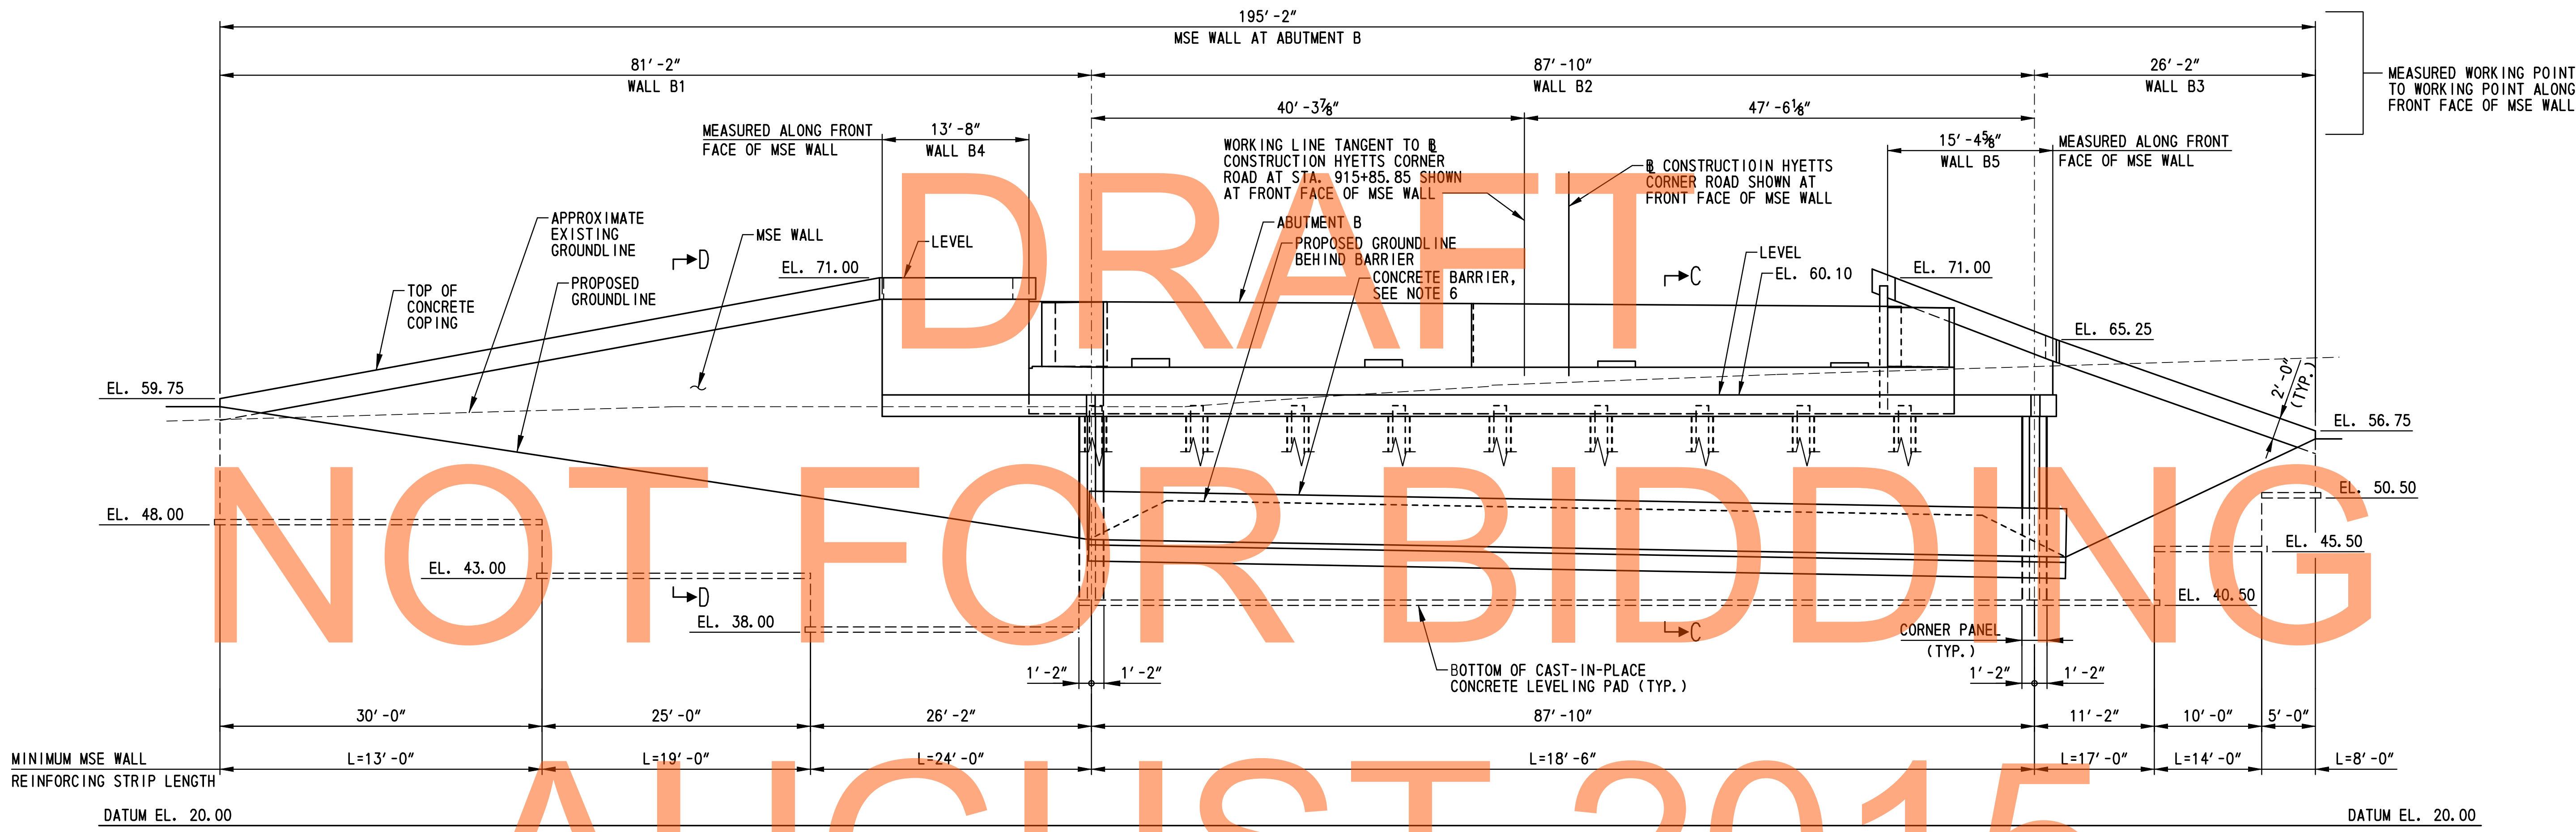 195'-2"
MSE WALL AT ABUTMENT B
81'-2"
WALL B1
87'-10"
WALL B2
26'-2"
WALL B3
MEASURED WORKING POINT
TO WORKING POINT ALONG
FRONT FACE OF MSE WALL
40'-3⅞"
47'-6⅛"
MEASURED ALONG FRONT
FACE OF MSE WALL
13'-8"
WALL B4
WORKING LINE TANGENT TO ℄
CONSTRUCTION HYETTS CORNER
ROAD AT STA. 915+85.85 SHOWN
AT FRONT FACE OF MSE WALL
℄ CONSTRUCTIOIN HYETTS
CORNER ROAD SHOWN AT
FRONT FACE OF MSE WALL
15'-4⅝"
WALL B5
MEASURED ALONG FRONT
FACE OF MSE WALL
DRAFT
APPROXIMATE
EXISTING
GROUNDLINE
D
MSE WALL
LEVEL
ABUTMENT B
PROPOSED GROUNDLINE
BEHIND BARRIER
CONCRETE BARRIER,
SEE NOTE 6
C
LEVEL
EL. 60.10
EL. 71.00
EL. 71.00
TOP OF
CONCRETE
COPING
PROPOSED
GROUNDLINE
EL. 65.25
EL. 59.75
2'-0"
(TYP.)
EL. 56.75
NOT FOR BIDDING
EL. 48.00
EL. 50.50
EL. 43.00
EL. 45.50
D
EL. 38.00
EL. 40.50
C
CORNER PANEL
(TYP.)
BOTTOM OF CAST-IN-PLACE
CONCRETE LEVELING PAD (TYP.)
1'-2"
1'-2"
1'-2"
1'-2"
30'-0"
25'-0"
26'-2"
87'-10"
11'-2"
10'-0"
5'-0"
MINIMUM MSE WALL
REINFORCING STRIP LENGTH
L=13'-0"
L=19'-0"
L=24'-0"
L=18'-6"
L=17'-0"
L=14'-0"
L=8'-0"
AUGUST 2015
DATUM EL. 20.00
DATUM EL. 20.00